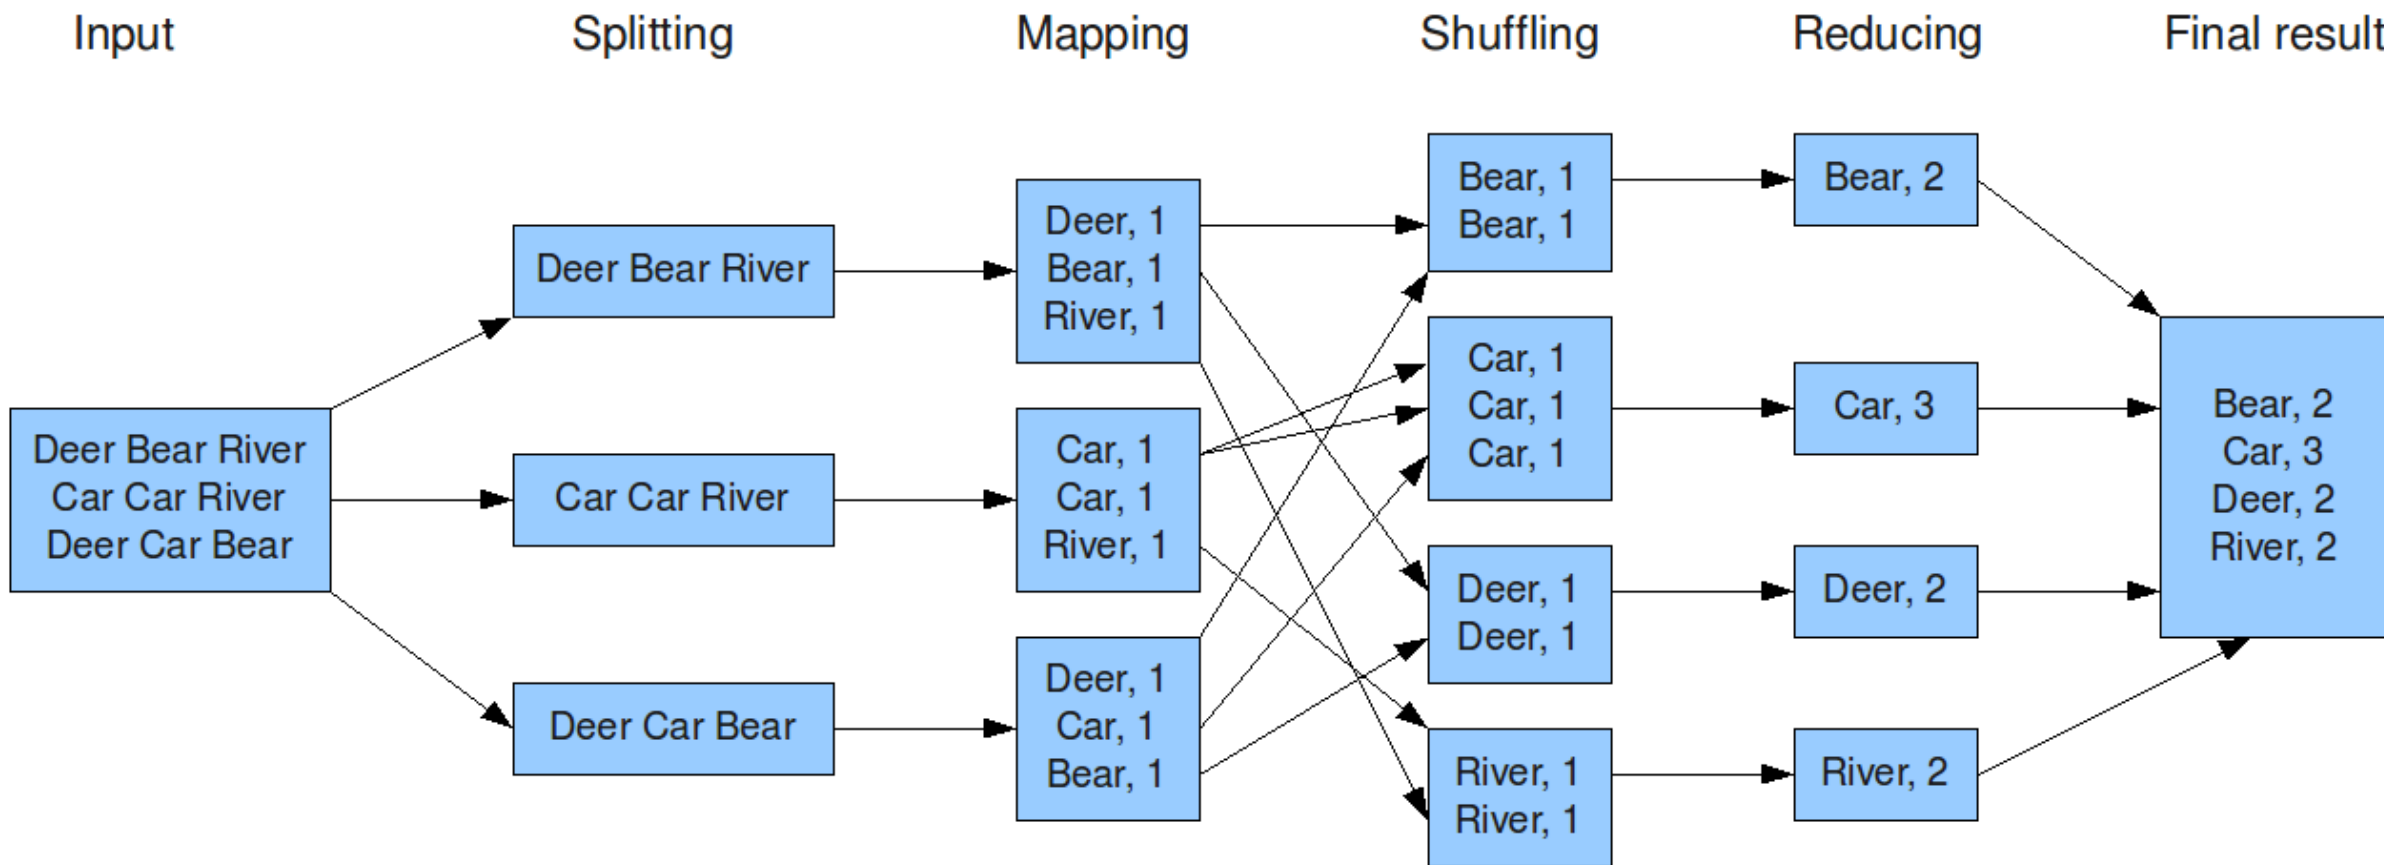 Input
Splitting
Mapping
Shuffling
Reducing
Final result
Deer Bear River
Car Car River
Deer Car Bear
Deer Bear River
Car Car River
Deer Car Bear
Deer, 1
Bear, 1
River, 1
Car, 1
Car, 1
River, 1
Deer, 1
Car, 1
Bear, 1
Bear, 1
Bear, 1
Car, 1
Car, 1
Car, 1
Deer, 1
Deer, 1
River, 1
River, 1
Bear, 2
Car, 3
Deer, 2
River, 2
Bear, 2
Car, 3
Deer, 2
River, 2